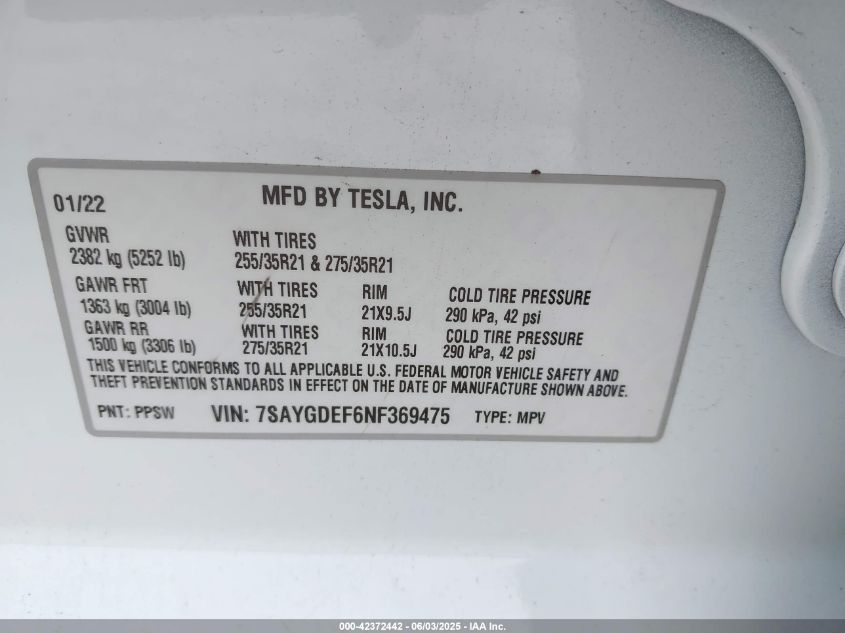 01/22 MFD BY TESLA, INC.
GVWR WITH TIRES
2382 kg (5252 lb) 255/35R21 & 275/35R21
GAWR FRT WITH TIRES RIM COLD TIRE PRESSURE
1363 kg (3004 lb) 255/35R21 21X9.5J 290 kPa, 42 psi
GAWR RR WITH TIRES RIM COLD TIRE PRESSURE
1500 kg (3306 lb) 275/35R21 21X10.5J 290 kPa, 42 psi
THIS VEHICLE CONFORMS TO ALL APPLICABLE U.S. FEDERAL MOTOR VEHICLE SAFETY AND
THEFT PREVENTION STANDARDS IN EFFECT ON THE DATE OF MANUFACTURE SHOWN ABOVE.
PNT: PPSW VIN: 7SAYGDEF6NF369475 TYPE: MPV
000-42372442 - 06/03/2025 - IAA Inc.